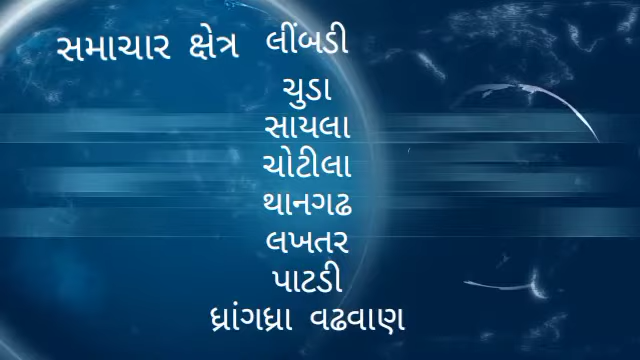 સમાચાર ક્ષેત્ર લીંબડી
ચુડા
સાયલા
ચોટીલા
થાનગઢ
લખતર
પાટડી
ધ્રાંગધ્રા વઢવાણ